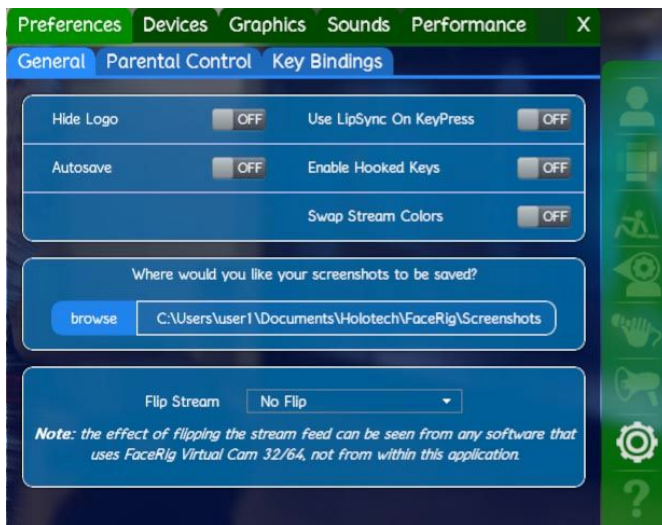 Preferences Devices Graphics Sounds Performance X
General Parental Control Key Bindings
Hide Logo OFF Use LipSync On KeyPress OFF
Autosave OFF Enable Hooked Keys OFF
Swap Stream Colors OFF
Where would you like your screenshots to be saved?
browse C:\Users\user1\Documents\Holotech\FaceRig\Screenshots
Flip Stream No Flip
Note: the effect of flipping the stream feed can be seen from any software that
uses FaceRig Virtual Cam 32/64, not from within this application.
?